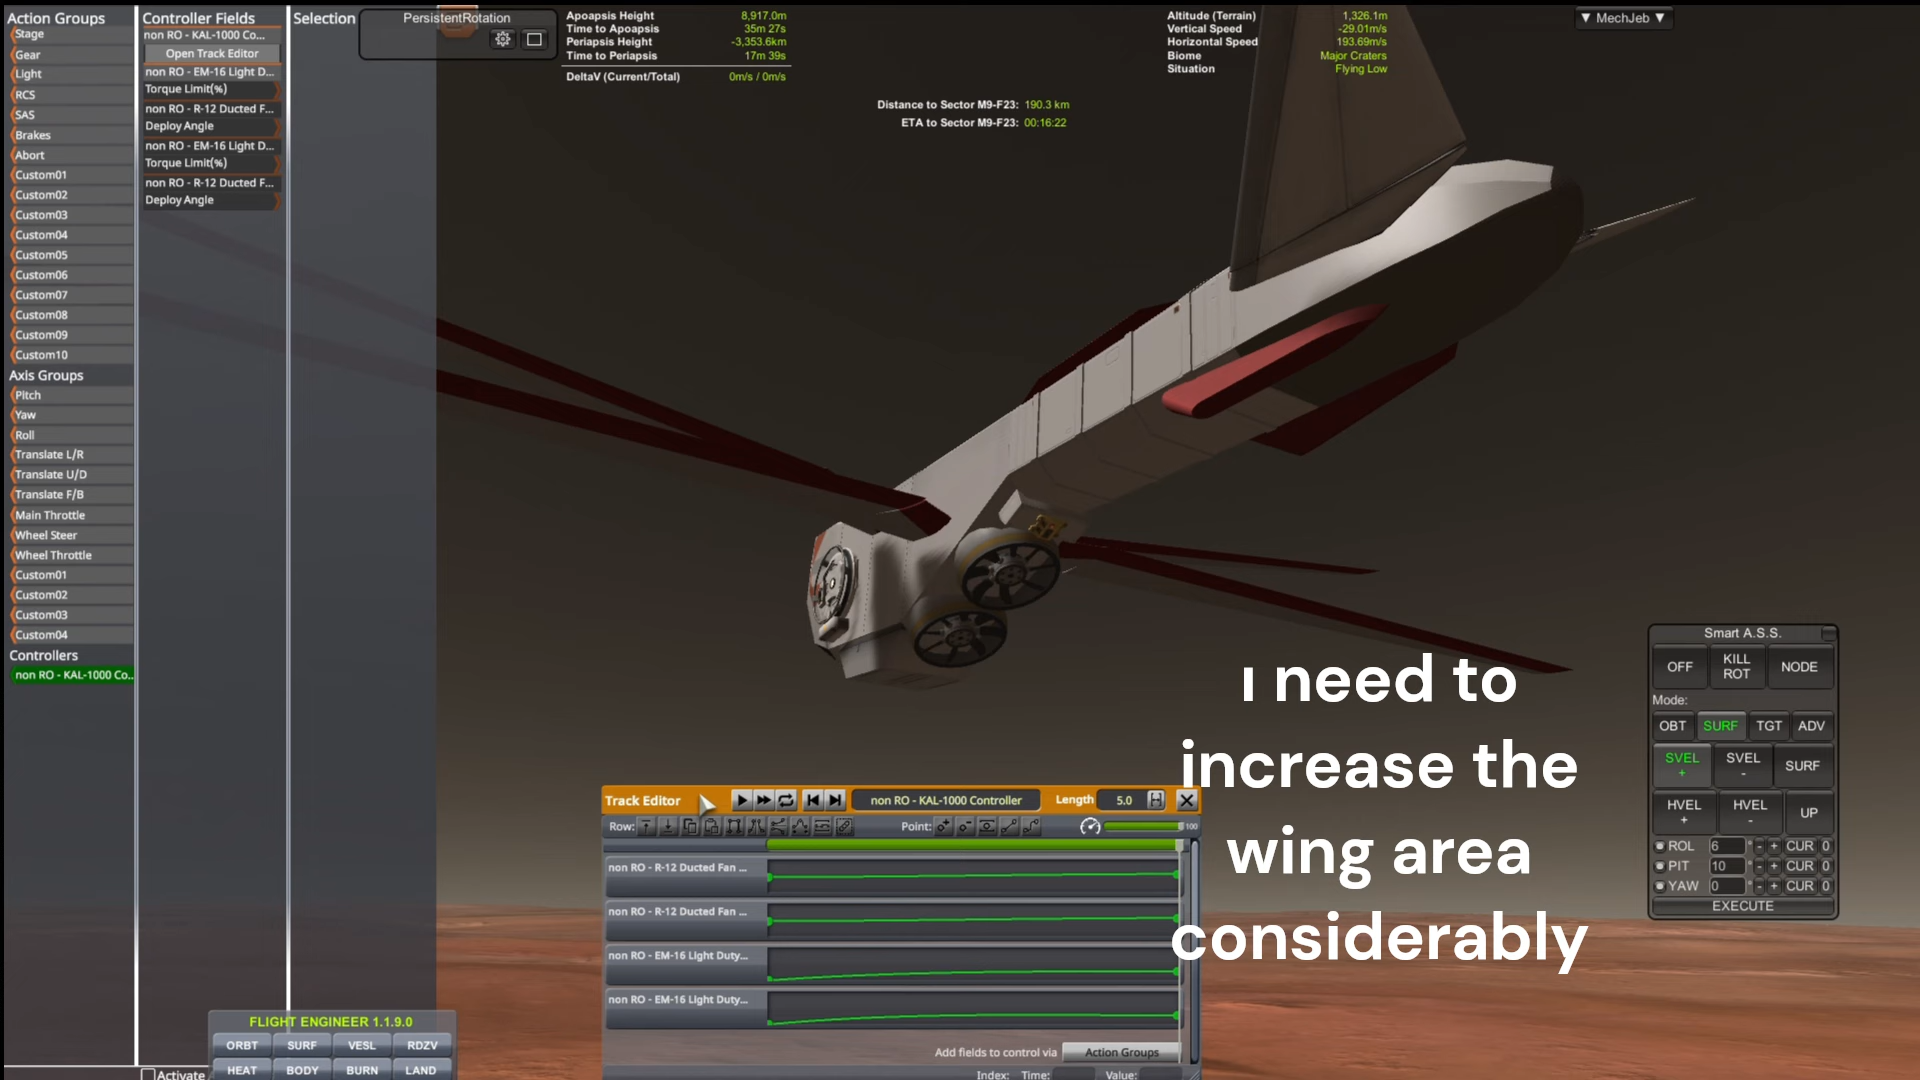 Action Groups
Stage
Gear
Light
RCS
SAS
Brakes
Abort
Custom01
Custom02
Custom03
Custom04
Custom05
Custom06
Custom07
Custom08
Custom09
Custom10
Axis Groups
Pitch
Yaw
Roll
Translate L/R
Translate U/D
Translate F/B
Main Throttle
Wheel Steer
Wheel Throttle
Custom01
Custom02
Custom03
Custom04
Controllers
non RO - KAL-1000 Co..
Controller Fields
non RO - KAL-1000 Co...
Open Track Editor
non RO - EM-16 Light D...
Torque Limit(%)
non RO - R-12 Ducted F...
Deploy Angle
non RO - EM-16 Light D...
Torque Limit(%)
non RO - R-12 Ducted F...
Deploy Angle
Activate
Selection
PersistentRotation
Apoapsis Height 8,917.0m
Time to Apoapsis 35m 27s
Periapsis Height -3,353.6km
Time to Periapsis 17m 39s
DeltaV (Current/Total) 0m/s / 0m/s
Distance to Sector M9-F23: 190.3 km
ETA to Sector M9-F23: 00:16:22
Altitude (Terrain) 1,326.1m
Vertical Speed -29.01m/s
Horizontal Speed 193.69m/s
Biome Major Craters
Situation Flying Low
▼ MechJeb ▼
I need to
increase the
wing area
considerably
Smart A.S.S.
OFF KILL ROT NODE
Mode:
OBT SURF TGT ADV
SVEL + SVEL - SURF
HVEL + HVEL - UP
ROL 6 ° - + CUR 0
PIT 10 ° - + CUR 0
YAW 0 ° - + CUR 0
EXECUTE
Track Editor non RO - KAL-1000 Controller Length 5.0
Row: Point: 100
non RO - R-12 Ducted Fan ...
non RO - R-12 Ducted Fan ...
non RO - EM-16 Light Duty...
non RO - EM-16 Light Duty...
Add fields to control via Action Groups
Index: Time: Value:
FLIGHT ENGINEER 1.1.9.0
ORBT SURF VESL RDZV
HEAT BODY BURN LAND